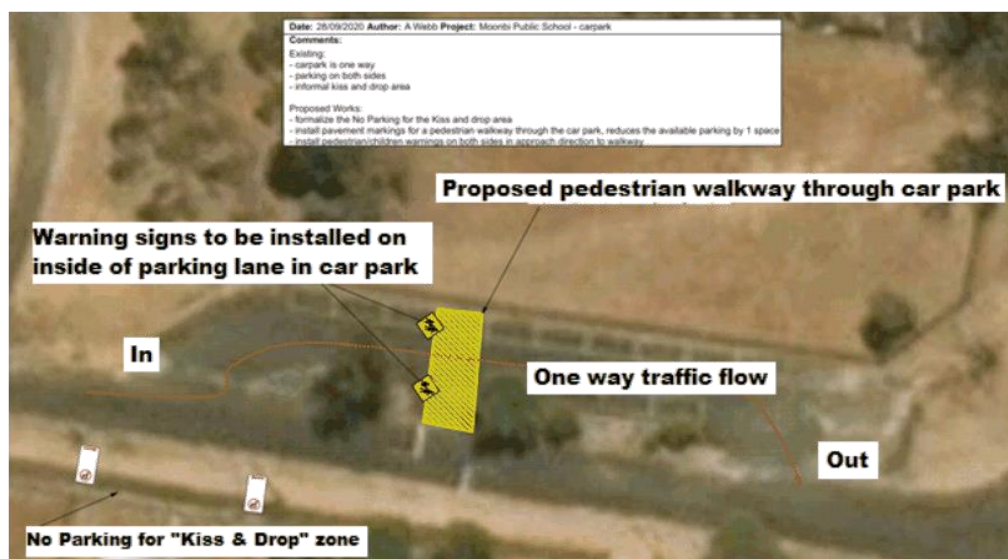 Date: 28/09/2020 Author: A Webb Project: Moonbi Public School - carpark
Comments:
Existing:
- carpark is one way
- parking on both sides
- informal kiss and drop area
Proposed Works:
- formalize the No Parking for the Kiss and drop area
- install pavement markings for a pedestrian walkway through the car park, reduces the available parking by 1 space
- install pedestrian/children warnings on both sides in approach direction to walkway
Proposed pedestrian walkway through car park
Warning signs to be installed on
inside of parking lane in car park
In
One way traffic flow
Out
No Parking for "Kiss & Drop" zone